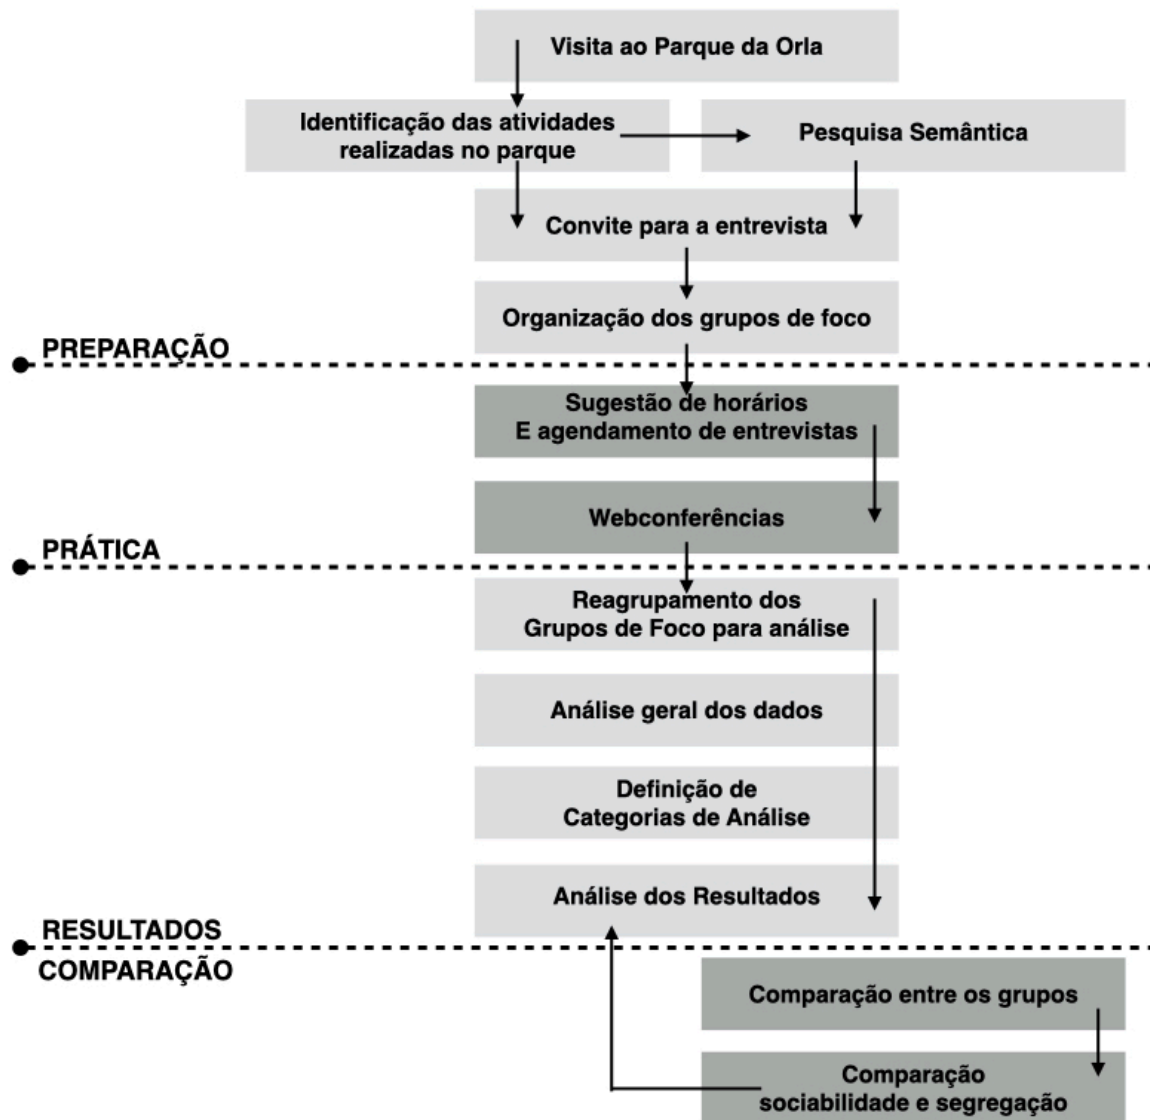 Visita ao Parque da Orla
Identificação das atividades
realizadas no parque
Pesquisa Semântica
Convite para a entrevista
Organização dos grupos de foco
PREPARAÇÃO
Sugestão de horários
E agendamento de entrevistas
Webconferências
PRÁTICA
Reagrupamento dos
Grupos de Foco para análise
Análise geral dos dados
Definição de
Categorias de Análise
Análise dos Resultados
RESULTADOS
COMPARAÇÃO
Comparação entre os grupos
Comparação
sociabilidade e segregação